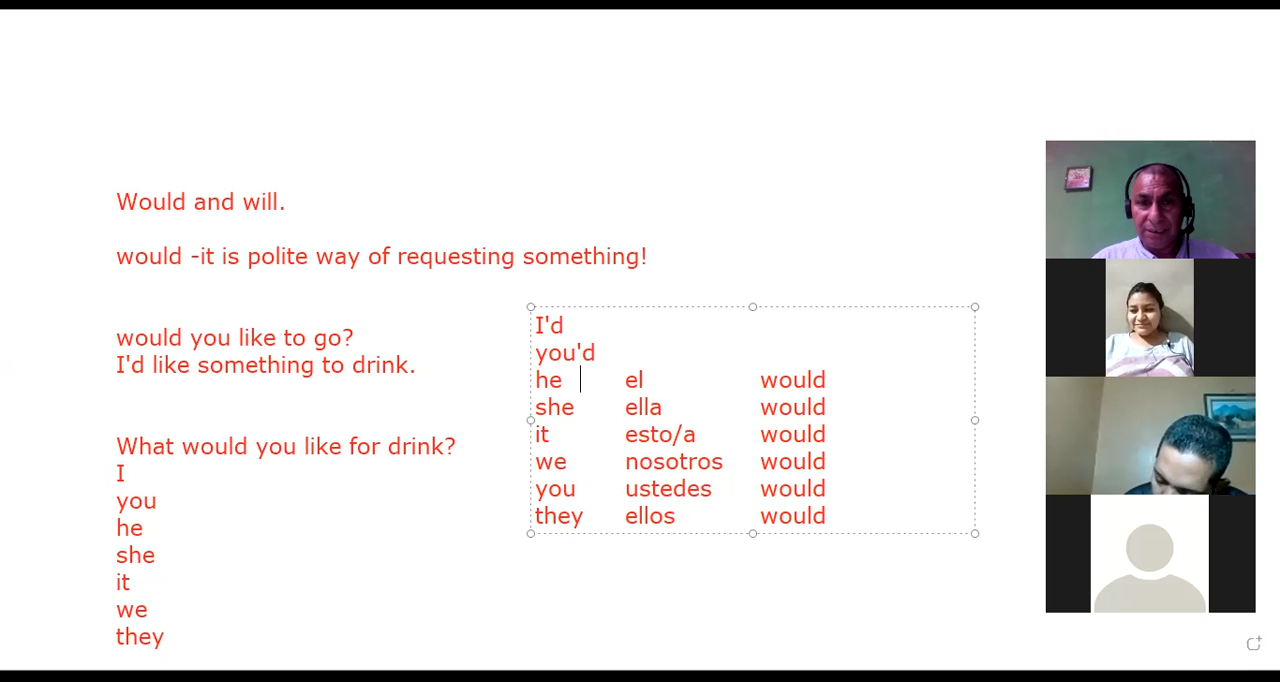 Would and will.
would -it is polite way of requesting something!
would you like to go?
I'd like something to drink.
What would you like for drink?
I
you
he
she
it
we
they
I'd
you'd
he el would
she ella would
it esto/a would
we nosotros would
you ustedes would
they ellos would